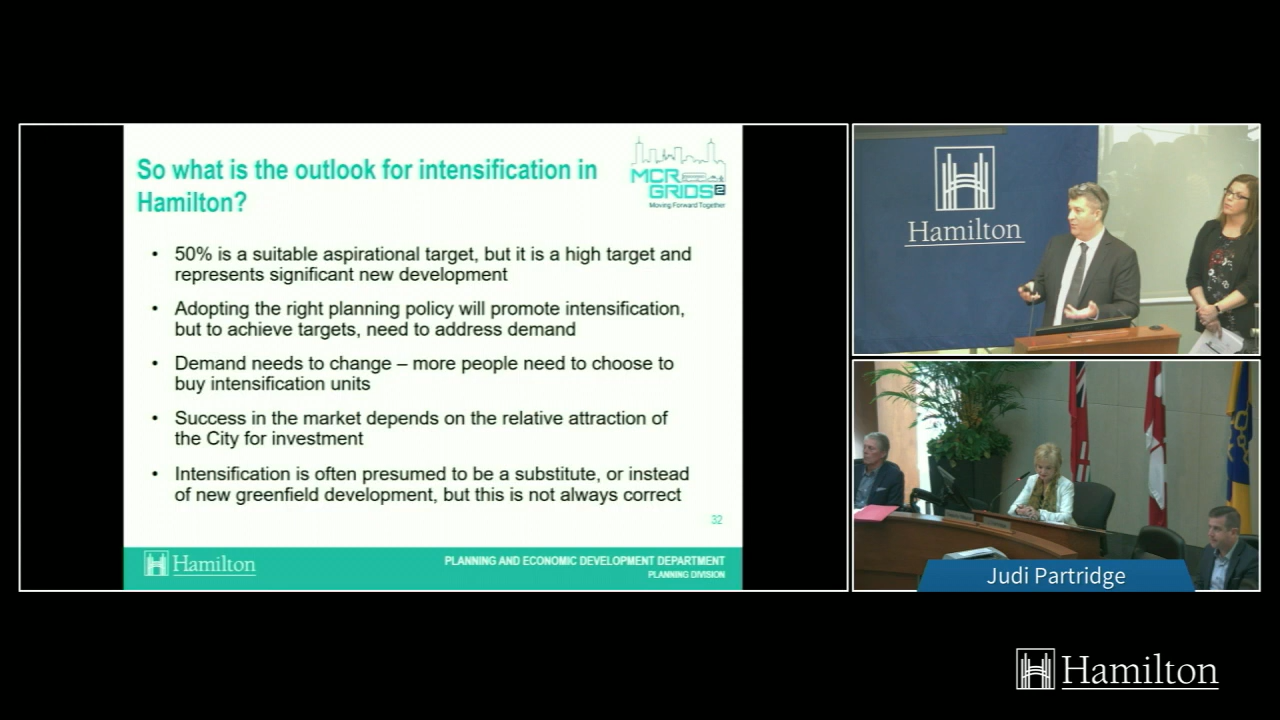 So what is the outlook for intensification in
Hamilton?
MCR
GRIDS2
Moving Forward Together
• 50% is a suitable aspirational target, but it is a high target and
represents significant new development
• Adopting the right planning policy will promote intensification,
but to achieve targets, need to address demand
• Demand needs to change – more people need to choose to
buy intensification units
• Success in the market depends on the relative attraction of
the City for investment
• Intensification is often presumed to be a substitute, or instead
of new greenfield development, but this is not always correct
32
Hamilton
PLANNING AND ECONOMIC DEVELOPMENT DEPARTMENT
PLANNING DIVISION
Hamilton
Judi Partridge
Hamilton